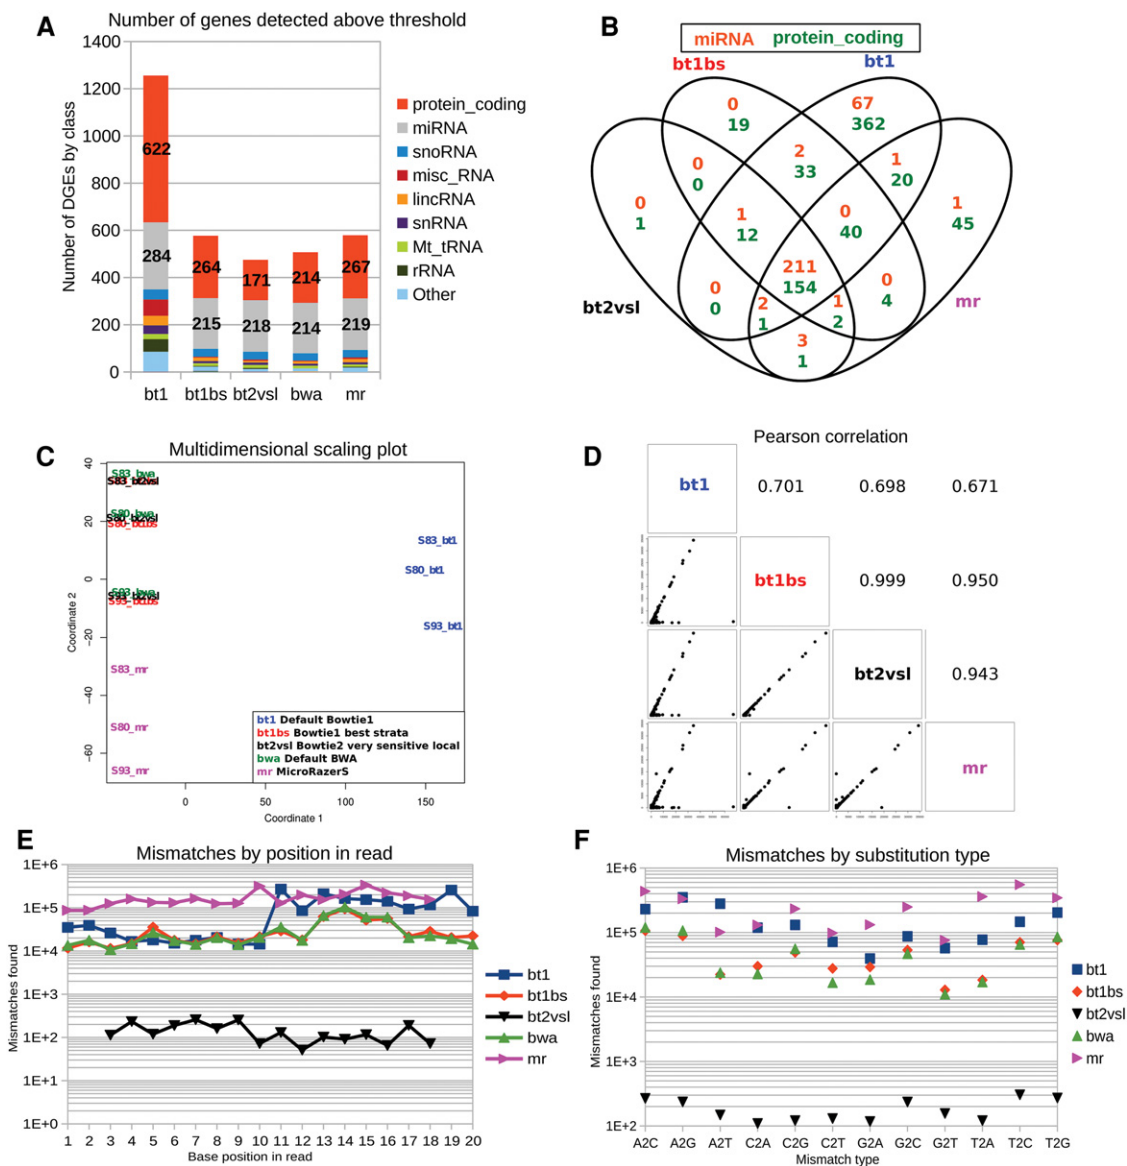 A
Number of genes detected above threshold
Number of DGEs by class
1400
1200
1000
800
600
400
200
0
622
284
264
215
171
218
214
214
267
219
bt1 bt1bs bt2vsl bwa mr
protein_coding
miRNA
snoRNA
misc_RNA
lincRNA
snRNA
Mt_tRNA
rRNA
Other
B
miRNA protein_coding
bt1bs
bt1
bt2vsl
mr
0
19
67
362
0
0
2
33
1
20
0
1
1
12
0
40
1
45
211
154
0
0
2
1
1
2
0
4
3
1
C
Multidimensional scaling plot
Coordinate 2
40
20
0
−20
−40
−60
S83_bwa
S83_bt2vsl
S80_bwa
S80_bt2vsl
S80_bt1bs
S93_bwa
S93_bt2vsl
S93_bt1bs
S83_mr
S80_mr
S93_mr
S83_bt1
S80_bt1
S93_bt1
bt1 Default Bowtie1
bt1bs Bowtie1 best strata
bt2vsl Bowtie2 very sensitive local
bwa Default BWA
mr MicroRazerS
0 50 100 150
Coordinate 1
D
Pearson correlation
bt1 0.701 0.698 0.671
bt1bs 0.999 0.950
bt2vsl 0.943
mr
E
Mismatches by position in read
Mismatches found
1E+6
1E+5
1E+4
1E+3
1E+2
1E+1
1E+0
1 2 3 4 5 6 7 8 9 10 11 12 13 14 15 16 17 18 19 20
Base position in read
bt1
bt1bs
bt2vsl
bwa
mr
F
Mismatches by substitution type
Mismatches found
1E+6
1E+5
1E+4
1E+3
1E+2
A2C A2G A2T C2A C2G C2T G2A G2C G2T T2A T2C T2G
Mismatch type
bt1
bt1bs
bt2vsl
bwa
mr